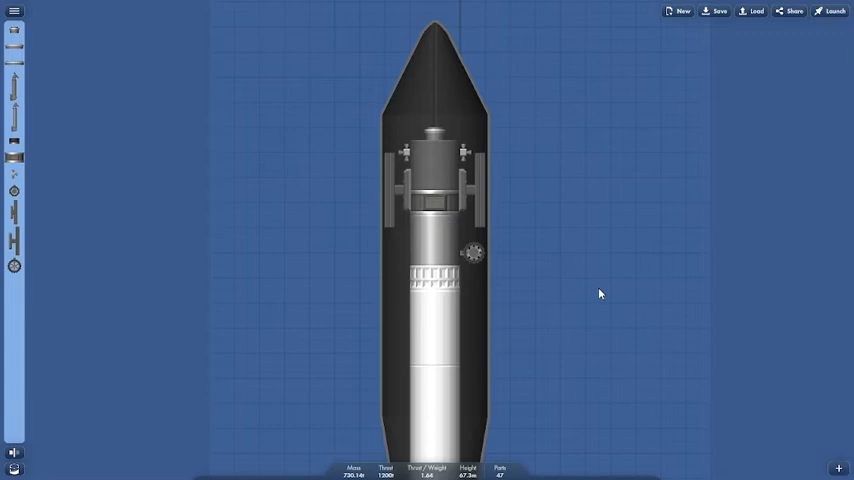 New Save Load Share Launch
Mass Thrust Thrust / Weight Height Parts
730.14t 1200t 1.64 67.3m 47